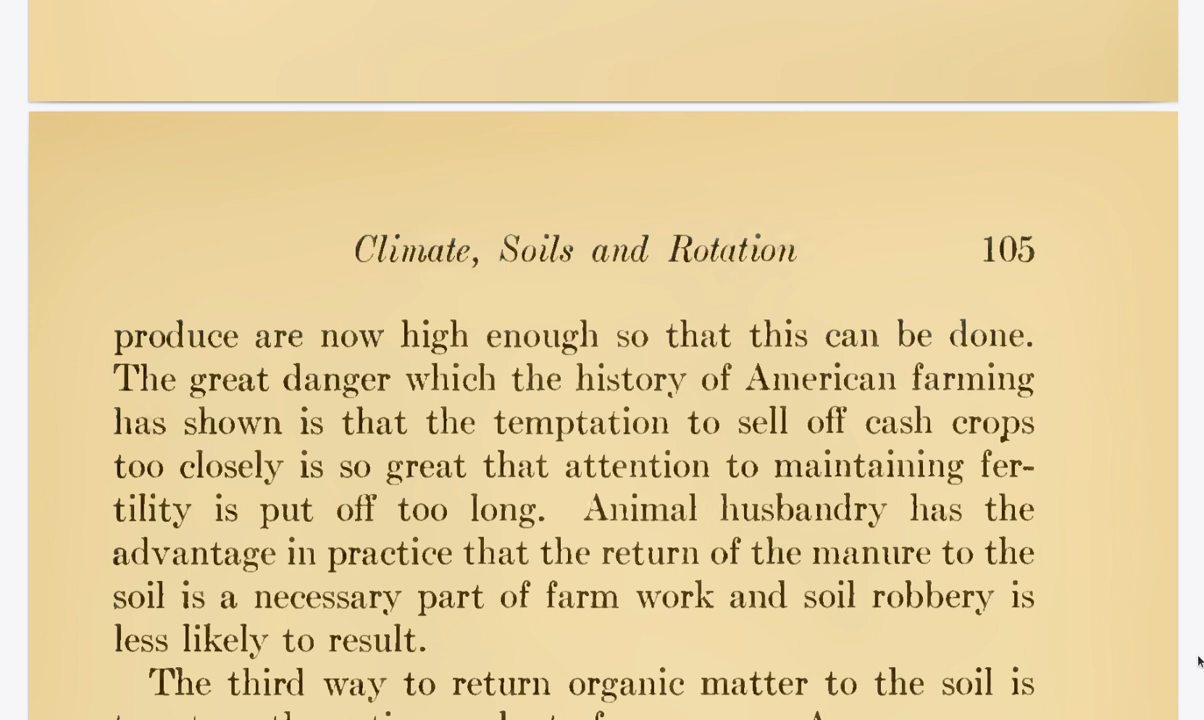 Climate, Soils and Rotation 105
produce are now high enough so that this can be done.
The great danger which the history of American farming
has shown is that the temptation to sell off cash crops
too closely is so great that attention to maintaining fer-
tility is put off too long. Animal husbandry has the
advantage in practice that the return of the manure to the
soil is a necessary part of farm work and soil robbery is
less likely to result.
The third way to return organic matter to the soil is